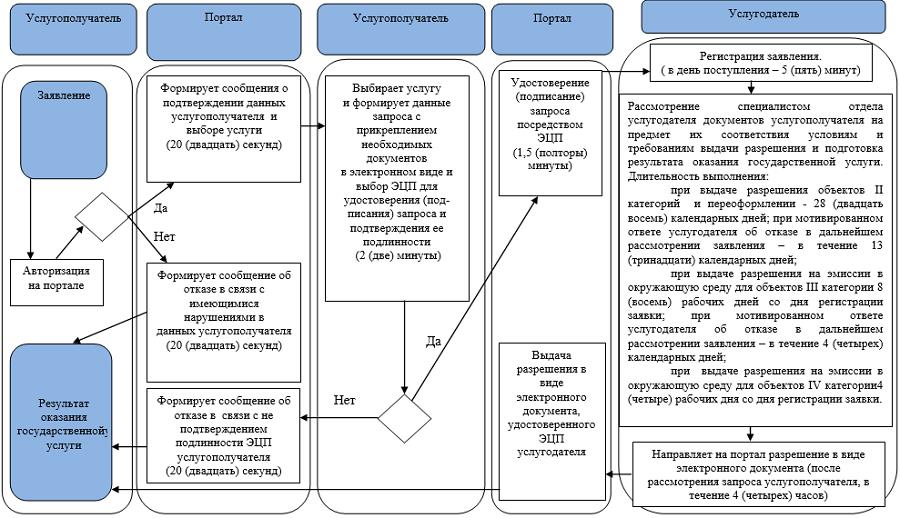 Услугополучатель
Портал
Услугополучатель
Портал
Услугодатель
Заявление
Авторизация
на портале
Результат
оказания
государственной
услуги
Формирует сообщения о
подтверждении данных
услугополучателя и
выборе услуги
(20 (двадцать) секунд
Да
Нет
Формирует сообщение об
отказе в связи с
имеющимися
нарушениями в
данных услугополучателя
(20 (двадцать) секунд)
Формирует сообщение об
отказе в связи с не
подтверждением
подлинности ЭЦП
услугополучателя
(20 (двадцать) секунд)
Выбирает услугу
и формирует данные
запроса с
прикреплением
необходимых
документов
в электронном виде и
выбор ЭЦП для
удостоверения (под-
писания) запроса и
подтверждения ее
подлинности
(2 (две) минуты)
Да
Нет
Удостоверение
(подписание)
запроса
посредством
ЭЦП
(1,5 (полторы)
минуты)
Выдача
разрешения в
виде
электронного
документа,
удостоверенного
ЭЦП
услугодателя
Регистрация заявления.
( в день поступления – 5 (пять) минут)
Рассмотрение специалистом отдела
услугодателя документов услугополучателя на
предмет их соответствия условиям и
требованиям выдачи разрешения и подготовка
результата оказания государственной услуги.
Длительность выполнения:
при выдаче разрешения объектов II
категорий и переоформлении - 28 (двадцать
восемь) календарных дней; при мотивированном
ответе услугодателя об отказе в дальнейшем
рассмотрении заявления – в течение 13
(тринадцати) календарных дней;
при выдаче разрешения на эмиссии в
окружающую среду для объектов III категории 8
(восемь) рабочих дней со дня регистрации
заявки; при мотивированном ответе
услугодателя об отказе в дальнейшем
рассмотрении заявления – в течение 4 (четырех)
календарных дней;
при выдаче разрешения на эмиссии в
окружающую среду для объектов IV категории4
(четыре) рабочих дня со дня регистрации заявки.
Направляет на портал разрешение в виде
электронного документа (после
рассмотрения запроса услугополучателя, в
течение 4 (четырех) часов)